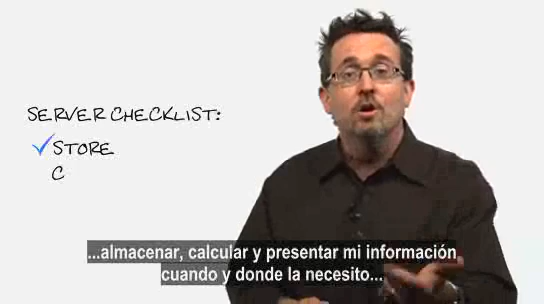 SERVER CHECKLIST:
STORE
C
...almacenar, calcular y presentar mi información
cuando y donde la necesito...